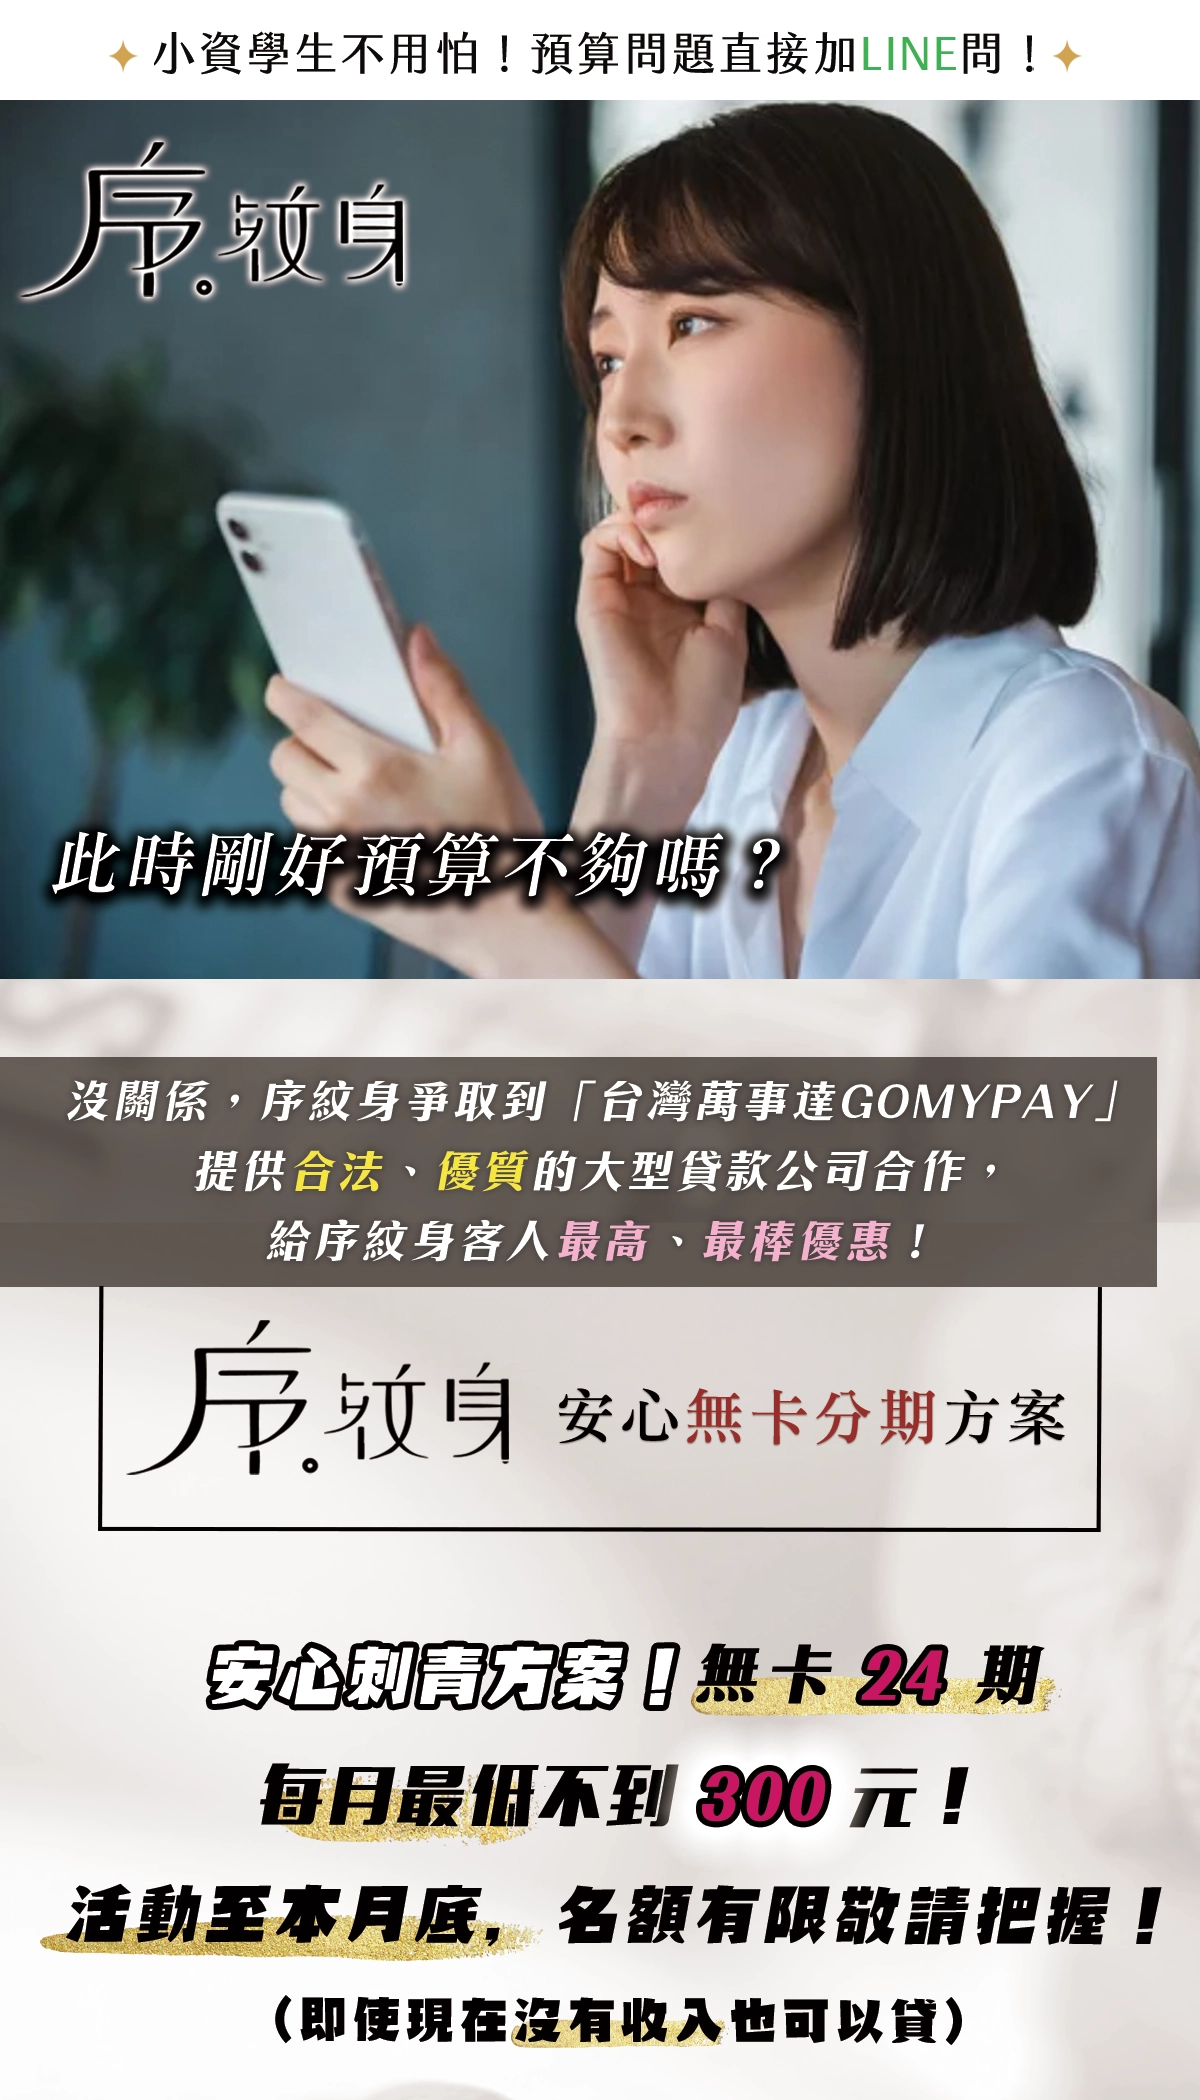 小資學生不用怕！預算問題直接加LINE問！
序。紋身
此時剛好預算不夠嗎？
沒關係，序紋身爭取到「台灣萬事達GOMYPAY」
提供合法、優質的大型貸款公司合作，
給序紋身客人最高、最棒優惠！
序。紋身 安心無卡分期方案
安心刺青方案！無卡 24 期
每日最低不到 300 元！
活動至本月底，名額有限敬請把握！
（即使現在沒有收入也可以貸）